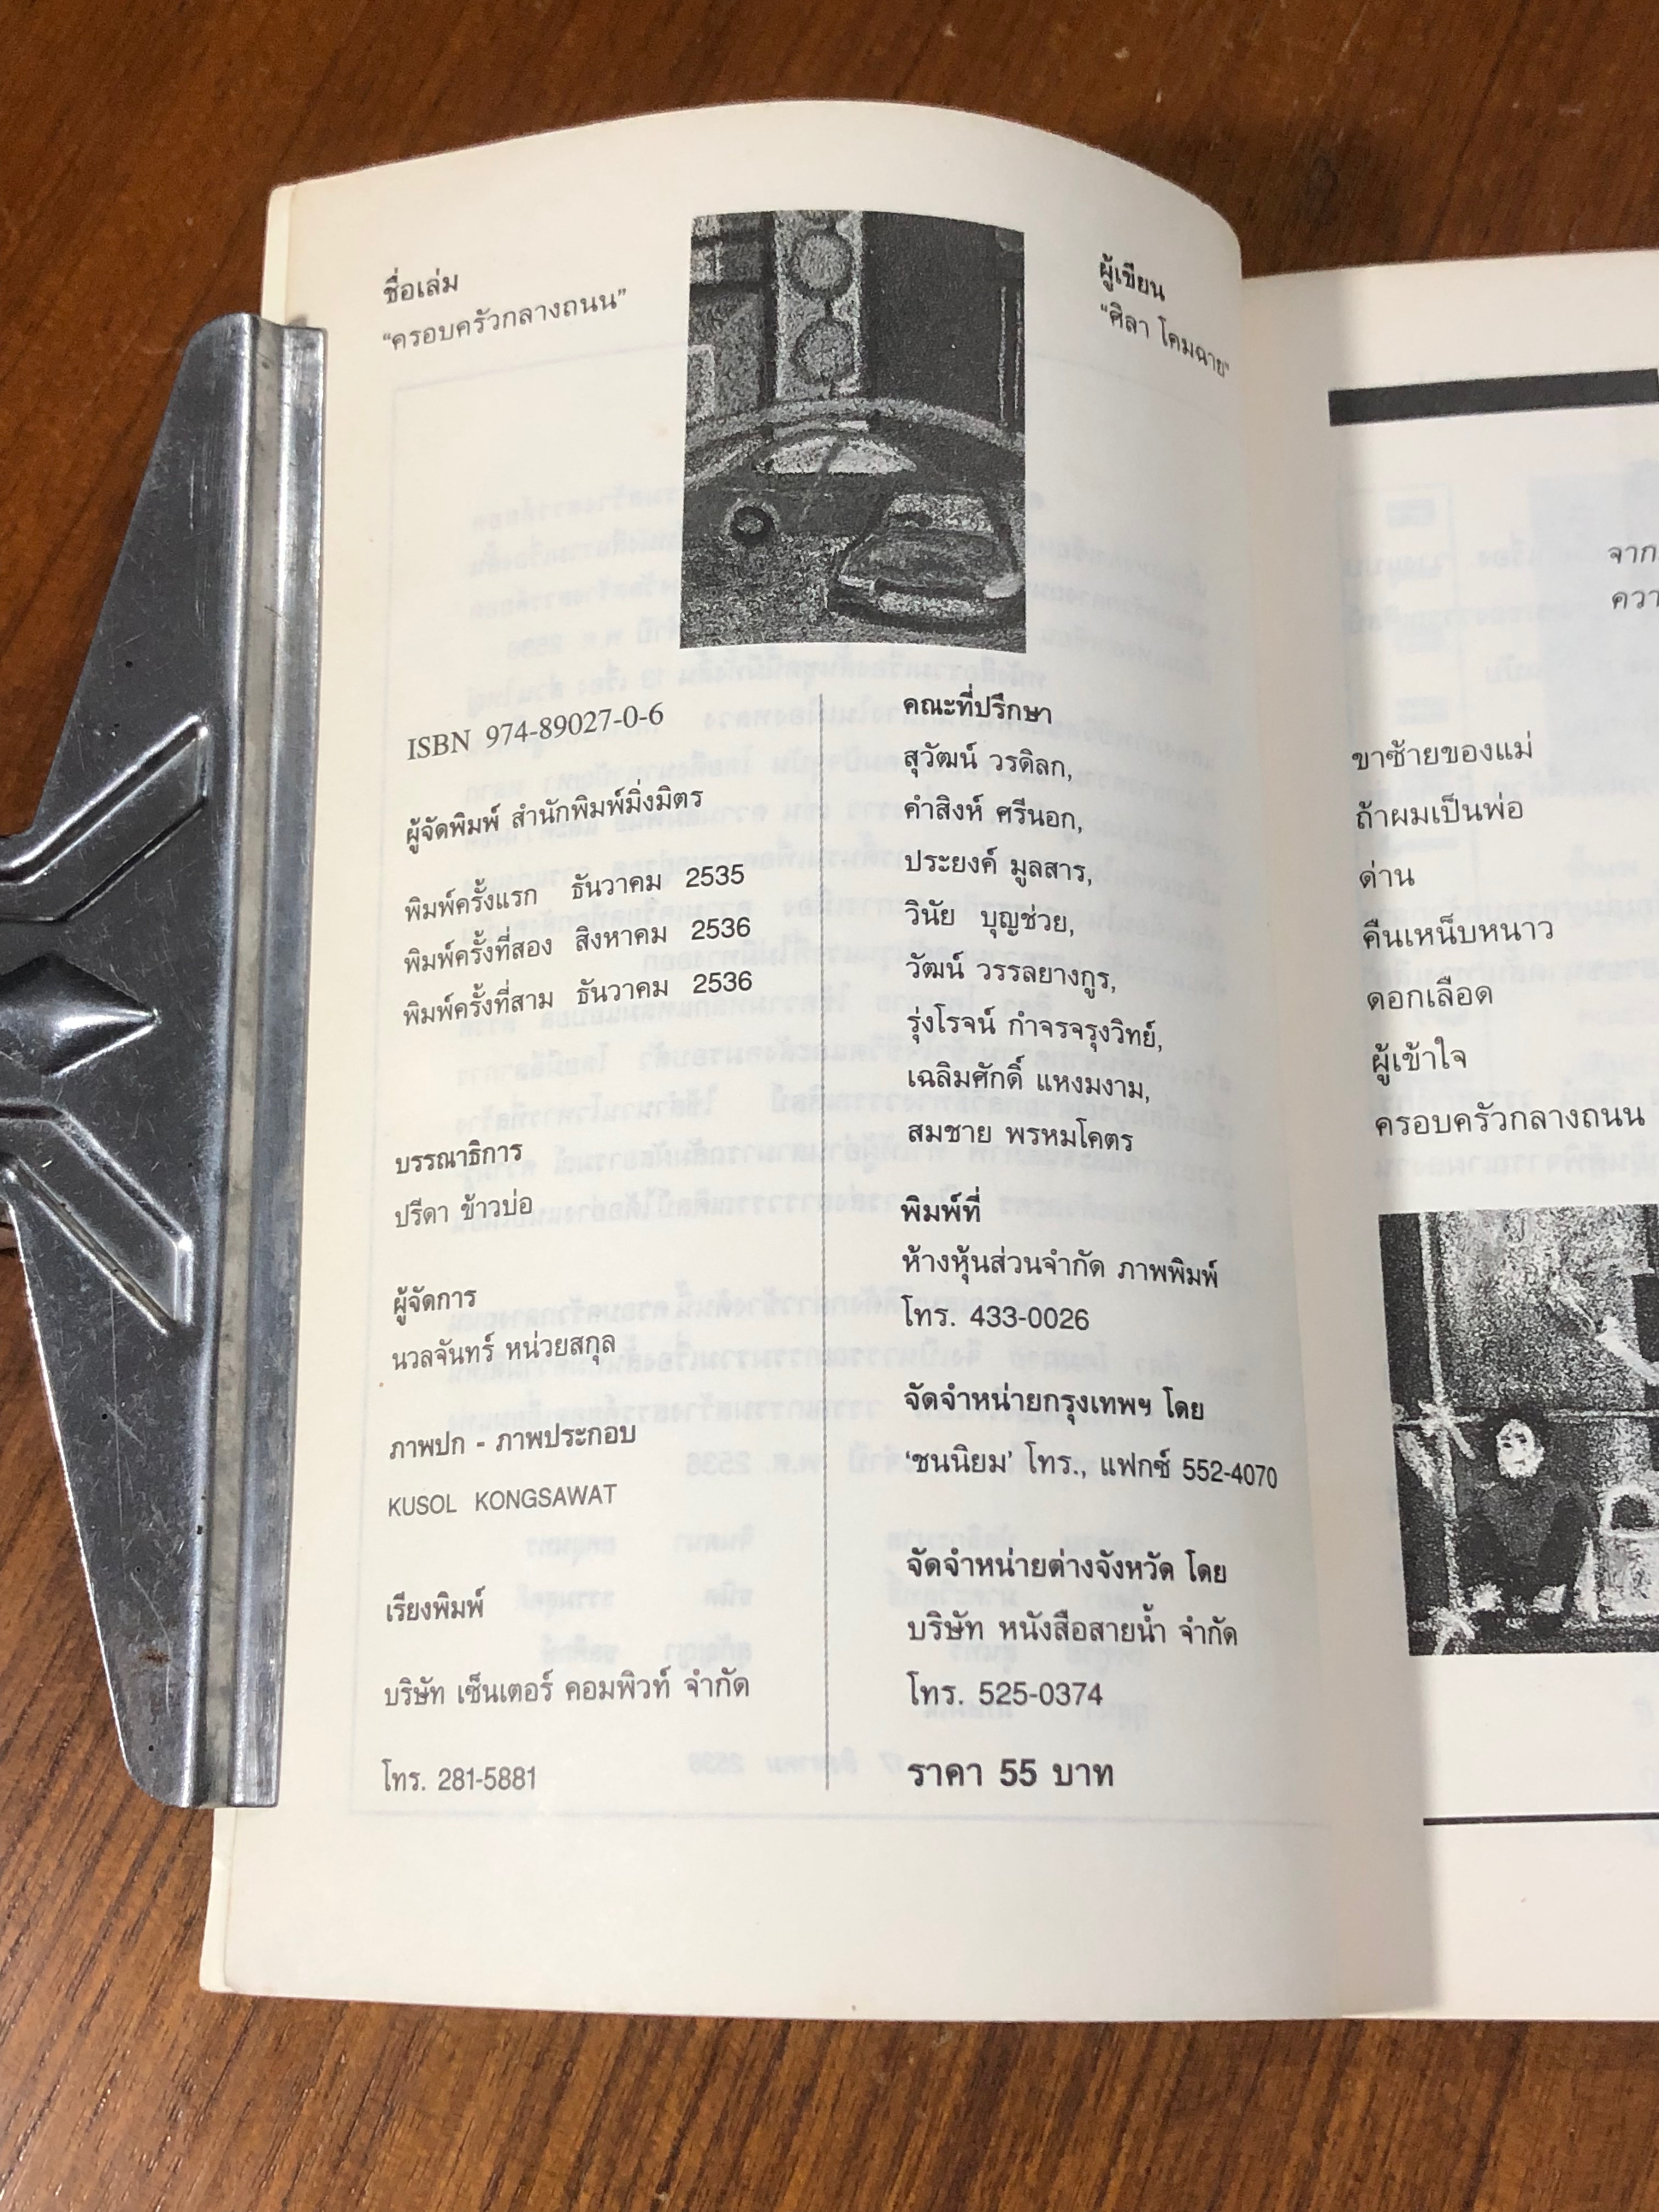 ชื่อเล่ม
“ครอบครัวกลางถนน”
ผู้เขียน
“ศิลา โคมฉาย”
ISBN 974-89027-0-6
ผู้จัดพิมพ์ สำนักพิมพ์มิ่งมิตร
พิมพ์ครั้งแรก ธันวาคม 2535
พิมพ์ครั้งที่สอง สิงหาคม 2536
พิมพ์ครั้งที่สาม ธันวาคม 2536
บรรณาธิการ
ปรีดา ข้าวบ่อ
ผู้จัดการ
นวลจันทร์ หน่วยสกุล
ภาพปก - ภาพประกอบ
KUSOL KONGSAWAT
เรียงพิมพ์
บริษัท เซ็นเตอร์ คอมพิวท์ จำกัด
โทร. 281-5881
คณะที่ปรึกษา
สุวัฒน์ วรดิลก,
คำสิงห์ ศรีนอก,
ประยงค์ มูลสาร,
วินัย บุญช่วย,
วัฒน์ วรรลยางกูร,
รุ่งโรจน์ กำจรจรุงวิทย์,
เฉลิมศักดิ์ แหงมงาม,
สมชาย พรหมโคตร
พิมพ์ที่
ห้างหุ้นส่วนจำกัด ภาพพิมพ์
โทร. 433-0026
จัดจำหน่ายกรุงเทพฯ โดย
‘ชนนิยม’ โทร., แฟกซ์ 552-4070
จัดจำหน่ายต่างจังหวัด โดย
บริษัท หนังสือสายน้ำ จำกัด
โทร. 525-0374
ราคา 55 บาท
จาก
ควา
ขาซ้ายของแม่
ถ้าผมเป็นพ่อ
ด่าน
คืนเหน็บหนาว
ดอกเลือด
ผู้เข้าใจ
ครอบครัวกลางถนน